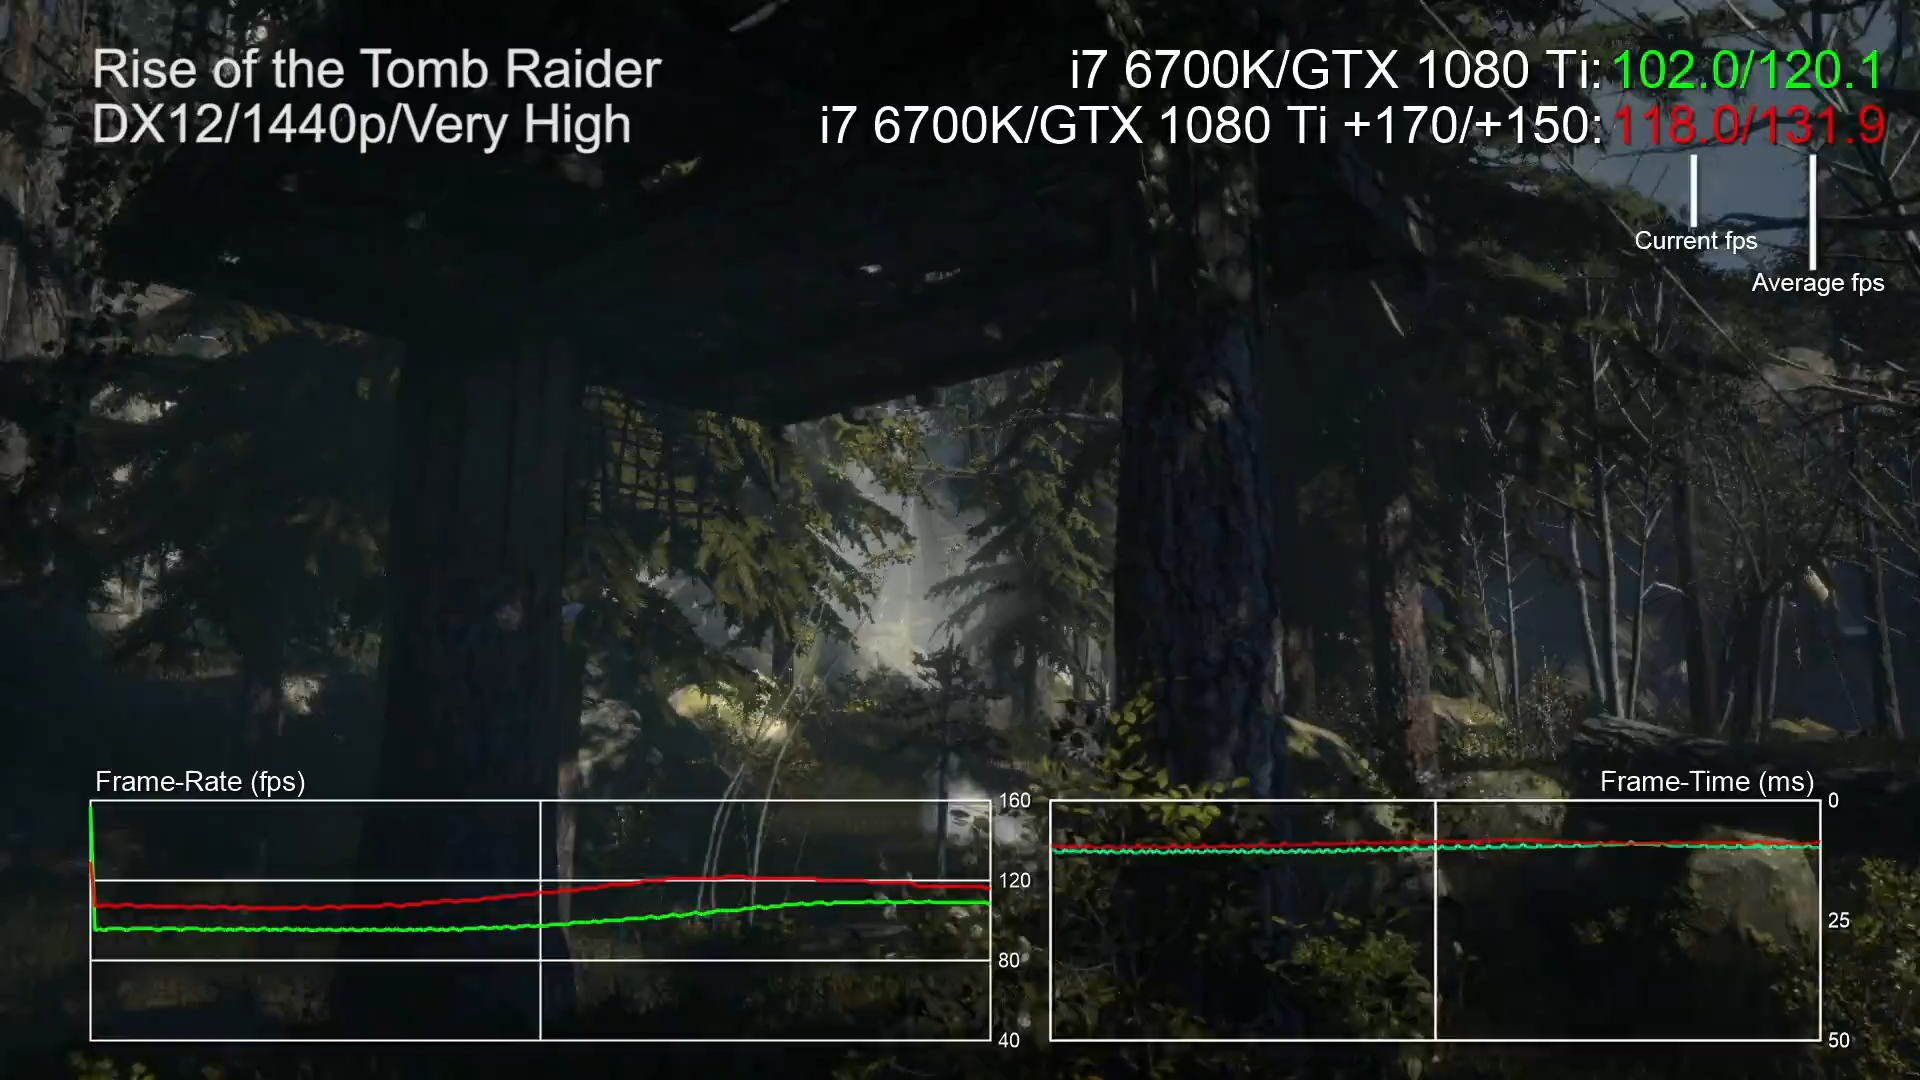 Rise of the Tomb Raider
DX12/1440p/Very High
i7 6700K/GTX 1080 Ti: 102.0/120.1
i7 6700K/GTX 1080 Ti +170/+150: 118.0/131.9
Current fps
Average fps
Frame-Rate (fps)
160
120
80
40
Frame-Time (ms)
0
25
50